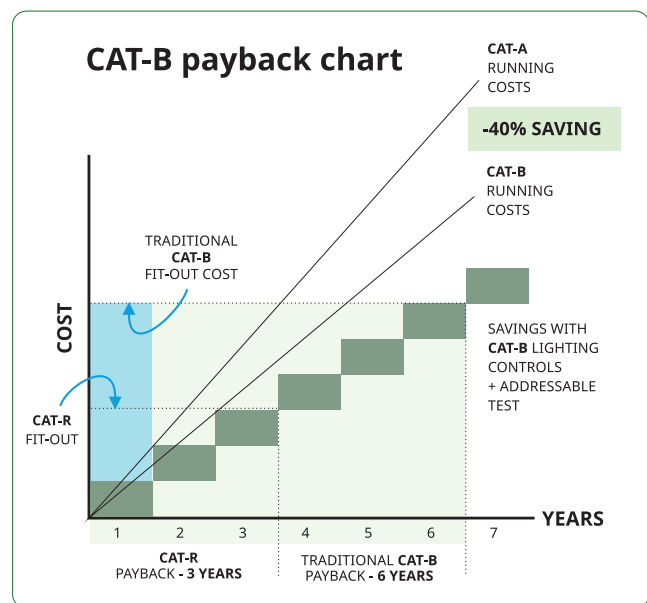 CAT-B payback chart
CAT-A
RUNNING
COSTS
-40% SAVING
CAT-B
RUNNING
COSTS
TRADITIONAL
CAT-B
FIT-OUT COST
COST
CAT-R
FIT-OUT
SAVINGS WITH
CAT-B LIGHTING
CONTROLS
+ ADDRESSABLE
TEST
YEARS
1 2 3 4 5 6 7
CAT-R
PAYBACK - 3 YEARS
TRADITIONAL CAT-B
PAYBACK - 6 YEARS